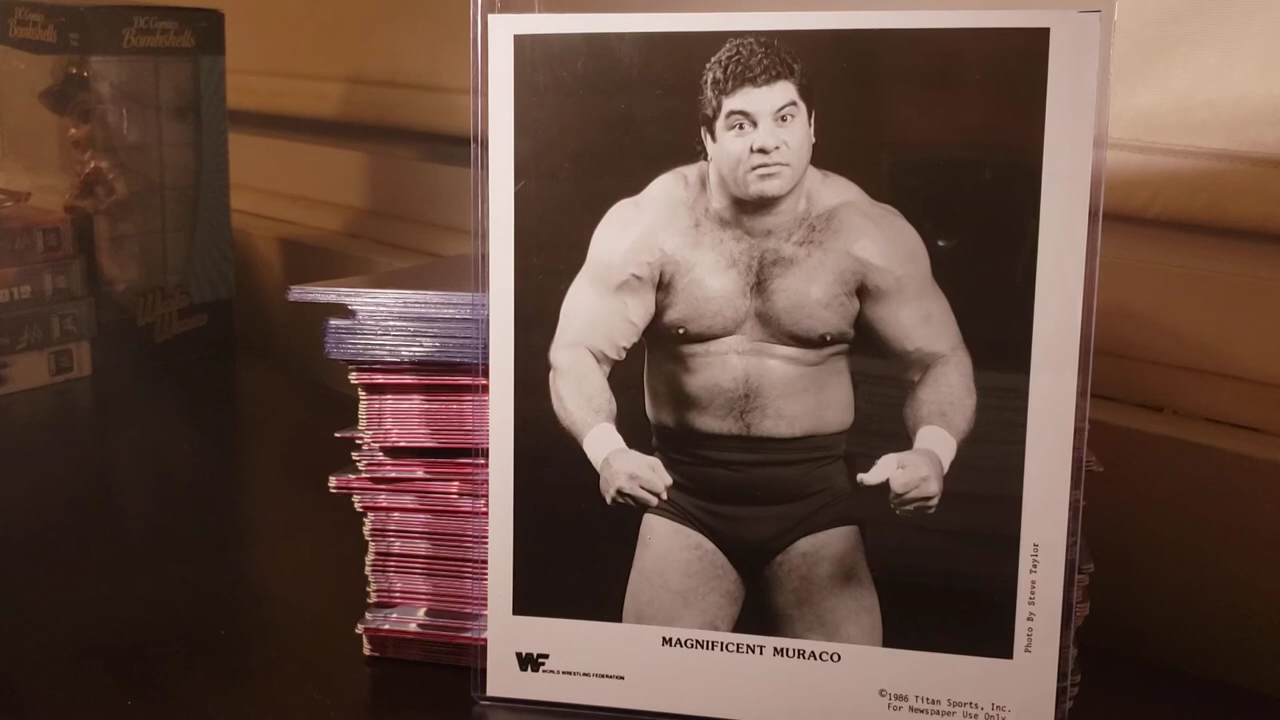 DC Comics
Bombshells
DC Comics
Bombshells
Wonder
Woman
MAGNIFICENT MURACO
WF
WORLD WRESTLING FEDERATION
Photo By Steve Taylor
©1986 Titan Sports, Inc.
For Newspaper Use Only